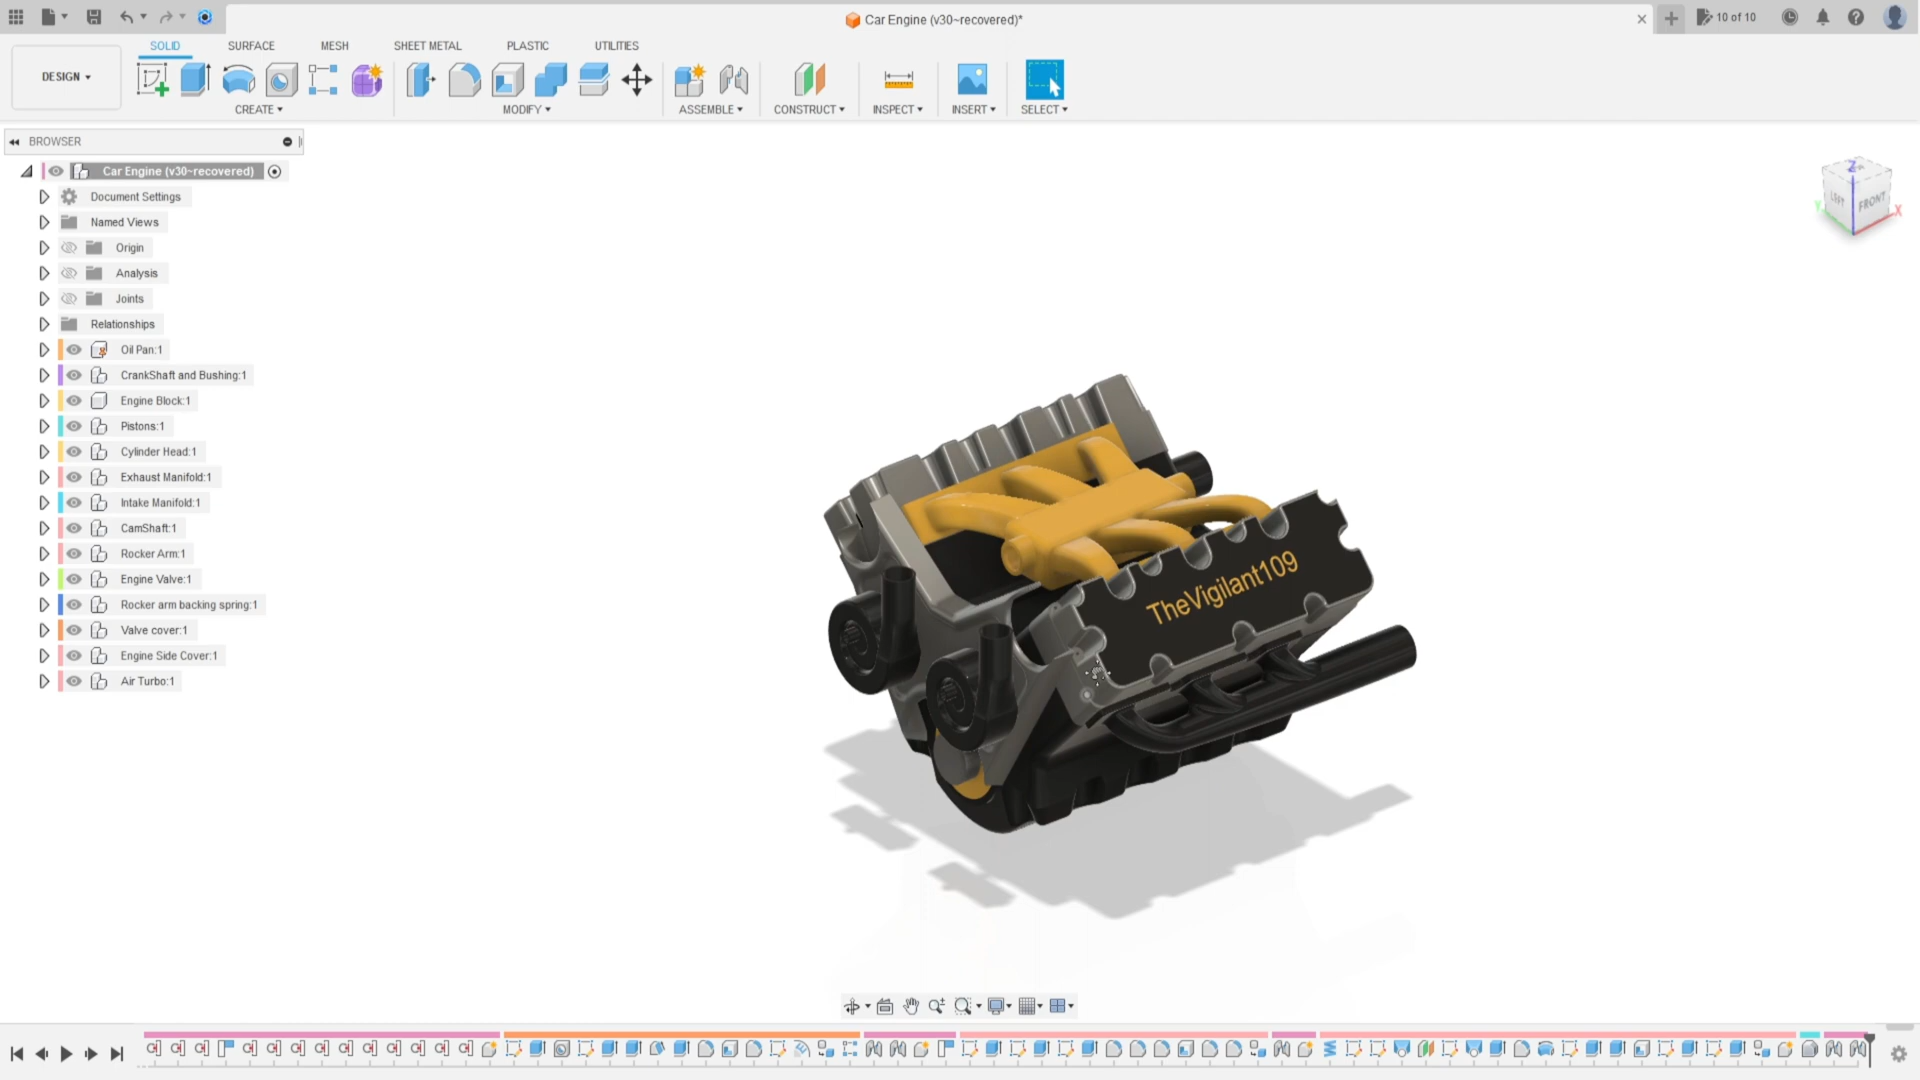 Car Engine (v30~recovered)*
10 of 10
DESIGN
SOLID
SURFACE
MESH
SHEET METAL
PLASTIC
UTILITIES
CREATE
MODIFY
ASSEMBLE
CONSTRUCT
INSPECT
INSERT
SELECT
BROWSER
Car Engine (v30~recovered)
Document Settings
Named Views
Origin
Analysis
Joints
Relationships
Oil Pan:1
CrankShaft and Bushing:1
Engine Block:1
Pistons:1
Cylinder Head:1
Exhaust Manifold:1
Intake Manifold:1
CamShaft:1
Rocker Arm:1
Engine Valve:1
Rocker arm backing spring:1
Valve cover:1
Engine Side Cover:1
Air Turbo:1
Z
LEFT
FRONT
Y
X
TheVigilant109